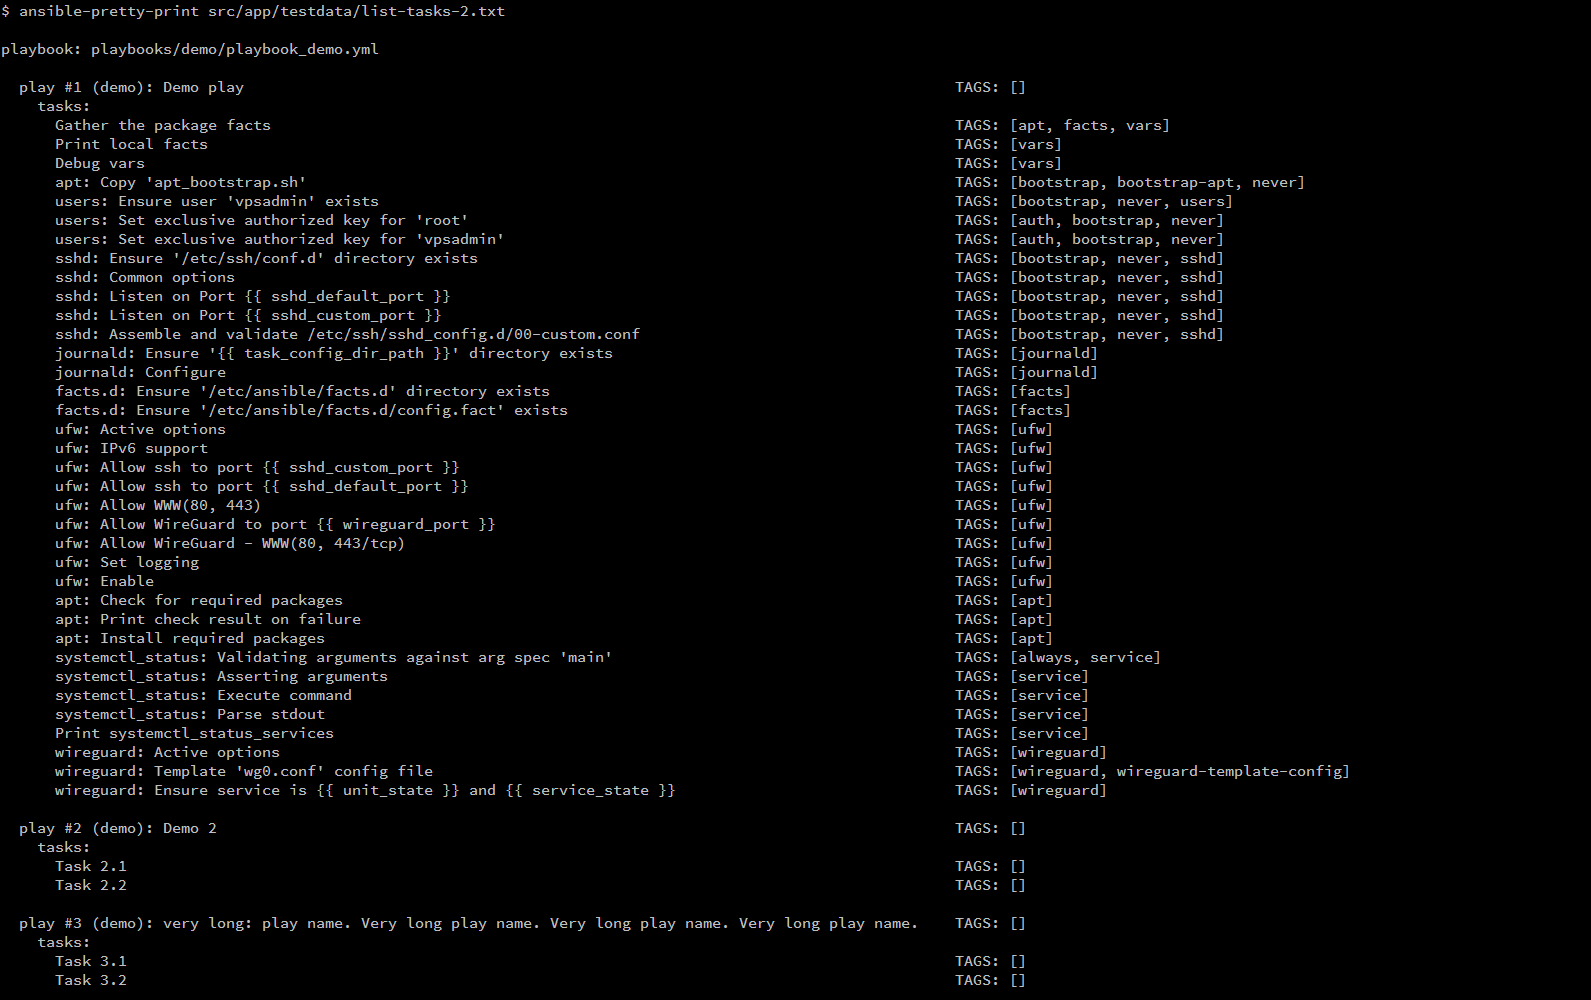 $ ansible-pretty-print src/app/testdata/list-tasks-2.txt

playbook: playbooks/demo/playbook_demo.yml

  play #1 (demo): Demo play    TAGS: []
    tasks:
      Gather the package facts    TAGS: [apt, facts, vars]
      Print local facts    TAGS: [vars]
      Debug vars    TAGS: [vars]
      apt: Copy 'apt_bootstrap.sh'    TAGS: [bootstrap, bootstrap-apt, never]
      users: Ensure user 'vpsadmin' exists    TAGS: [bootstrap, never, users]
      users: Set exclusive authorized key for 'root'    TAGS: [auth, bootstrap, never]
      users: Set exclusive authorized key for 'vpsadmin'    TAGS: [auth, bootstrap, never]
      sshd: Ensure '/etc/ssh/conf.d' directory exists    TAGS: [bootstrap, never, sshd]
      sshd: Common options    TAGS: [bootstrap, never, sshd]
      sshd: Listen on Port {{ sshd_default_port }}    TAGS: [bootstrap, never, sshd]
      sshd: Listen on Port {{ sshd_custom_port }}    TAGS: [bootstrap, never, sshd]
      sshd: Assemble and validate /etc/ssh/sshd_config.d/00-custom.conf    TAGS: [bootstrap, never, sshd]
      journald: Ensure '{{ task_config_dir_path }}' directory exists    TAGS: [journald]
      journald: Configure    TAGS: [journald]
      facts.d: Ensure '/etc/ansible/facts.d' directory exists    TAGS: [facts]
      facts.d: Ensure '/etc/ansible/facts.d/config.fact' exists    TAGS: [facts]
      ufw: Active options    TAGS: [ufw]
      ufw: IPv6 support    TAGS: [ufw]
      ufw: Allow ssh to port {{ sshd_custom_port }}    TAGS: [ufw]
      ufw: Allow ssh to port {{ sshd_default_port }}    TAGS: [ufw]
      ufw: Allow WWW(80, 443)    TAGS: [ufw]
      ufw: Allow WireGuard to port {{ wireguard_port }}    TAGS: [ufw]
      ufw: Allow WireGuard - WWW(80, 443/tcp)    TAGS: [ufw]
      ufw: Set logging    TAGS: [ufw]
      ufw: Enable    TAGS: [ufw]
      apt: Check for required packages    TAGS: [apt]
      apt: Print check result on failure    TAGS: [apt]
      apt: Install required packages    TAGS: [apt]
      systemctl_status: Validating arguments against arg spec 'main'    TAGS: [always, service]
      systemctl_status: Asserting arguments    TAGS: [service]
      systemctl_status: Execute command    TAGS: [service]
      systemctl_status: Parse stdout    TAGS: [service]
      Print systemctl_status_services    TAGS: [service]
      wireguard: Active options    TAGS: [wireguard]
      wireguard: Template 'wg0.conf' config file    TAGS: [wireguard, wireguard-template-config]
      wireguard: Ensure service is {{ unit_state }} and {{ service_state }}    TAGS: [wireguard]

  play #2 (demo): Demo 2    TAGS: []
    tasks:
      Task 2.1    TAGS: []
      Task 2.2    TAGS: []

  play #3 (demo): very long: play name. Very long play name. Very long play name. Very long play name.    TAGS: []
    tasks:
      Task 3.1    TAGS: []
      Task 3.2    TAGS: []